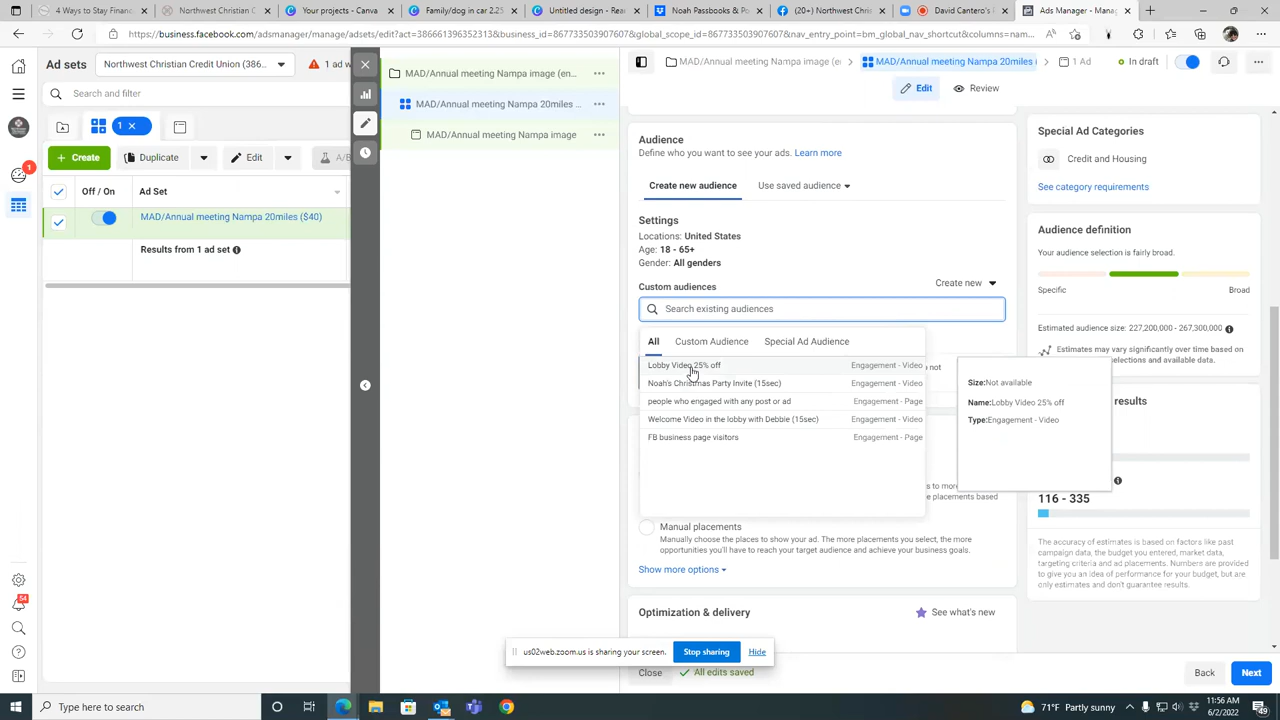 (4) Stay
MAD/Annual meeting
Family/dog in car 22.5
Untitled design
Noah Passbooks & Po
(20+) Northwest Chris
David Cantero's
Ads Manager - Manag
https://business.facebook.com/adsmanager/manage/adsets/edit?act=386661396352313&business_id=867733503907607&global_scope_id=867733503907607&nav_entry_point=bm_global_nav_shortcut&columns=nam...
Ad sets
Northwest Christian Credit Union (386...
1 Ad w
Search and filter
1 ×
+ Create
Duplicate
Edit
A/B
Off / On
Ad Set
MAD/Annual meeting Nampa 20miles ($40)
Results from 1 ad set
1
54
MAD/Annual meeting Nampa image (en...
MAD/Annual meeting Nampa 20miles ...
MAD/Annual meeting Nampa image
MAD/Annual meeting Nampa image (en
MAD/Annual meeting Nampa 20miles
1 Ad
In draft
Edit
Review
Audience
Define who you want to see your ads. Learn more
Create new audience
Use saved audience
Settings
Locations: United States
Age: 18 - 65+
Gender: All genders
Create new
Custom audiences
Search existing audiences
All
Custom Audience
Special Ad Audience
Lobby Video 25% off
Engagement - Video
Noah's Christmas Party Invite (15sec)
Engagement - Video
people who engaged with any post or ad
Engagement - Page
Welcome Video in the lobby with Debbie (15sec)
Engagement - Video
FB business page visitors
Engagement - Page
do not
s to more
e placements based
Manual placements
Manually choose the places to show your ad. The more placements you select, the more
opportunities you'll have to reach your target audience and achieve your business goals.
Show more options
Optimization & delivery
See what's new
us02web.zoom.us is sharing your screen.
Stop sharing
Hide
Close
All edits saved
Back
Next
Special Ad Categories
Credit and Housing
See category requirements
Audience definition
Your audience selection is fairly broad.
Specific
Broad
Estimated audience size: 227,200,000 - 267,300,000
Estimates may vary significantly over time based on
selections and available data.
Size:Not available
Name:Lobby Video 25% off
Type:Engagement - Video
results
116 - 335
The accuracy of estimates is based on factors like past
campaign data, the budget you entered, market data,
targeting criteria and ad placements. Numbers are provided
to give you an idea of performance for your budget, but are
only estimates and don't guarantee results.
Type here to search
71°F Partly sunny
11:56 AM
6/2/2022
49